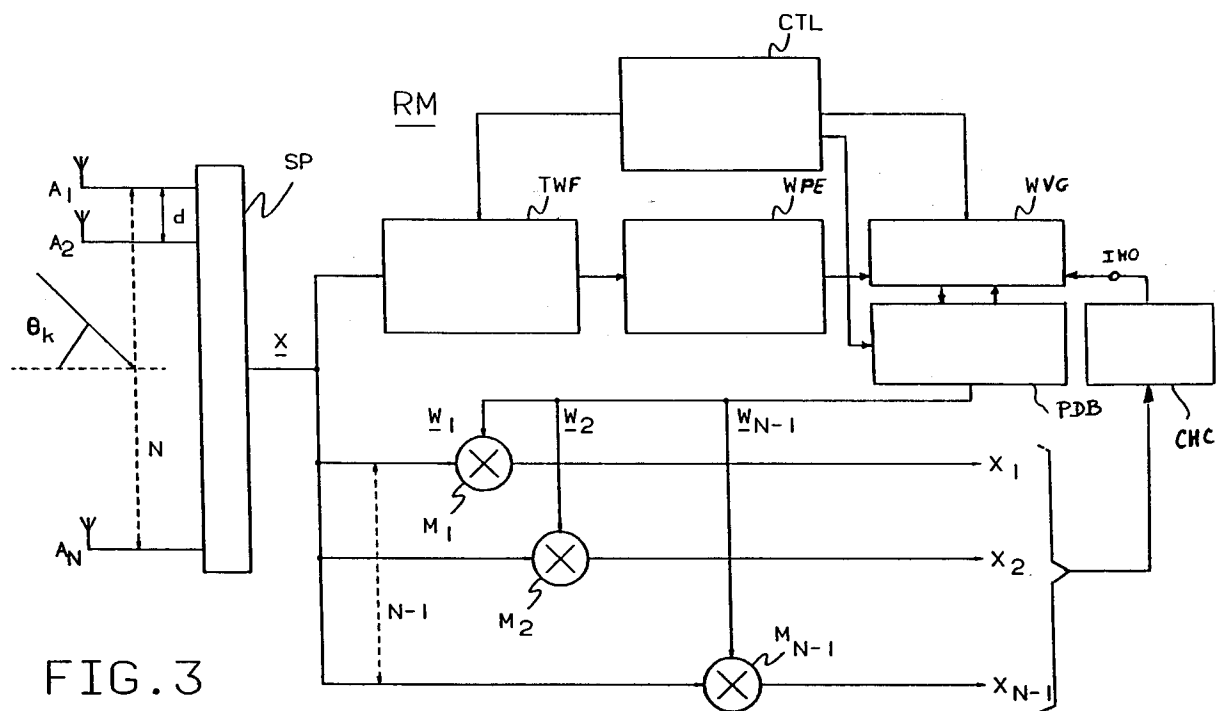 CTL
RM
SP
A1
d
A2
TWF
WPE
WVG
IHO
θk
X
N
W1
W2
WN-1
PDB
CHC
X1
M1
AN
X2
M2
N-1
MN-1
XN-1
FIG.3